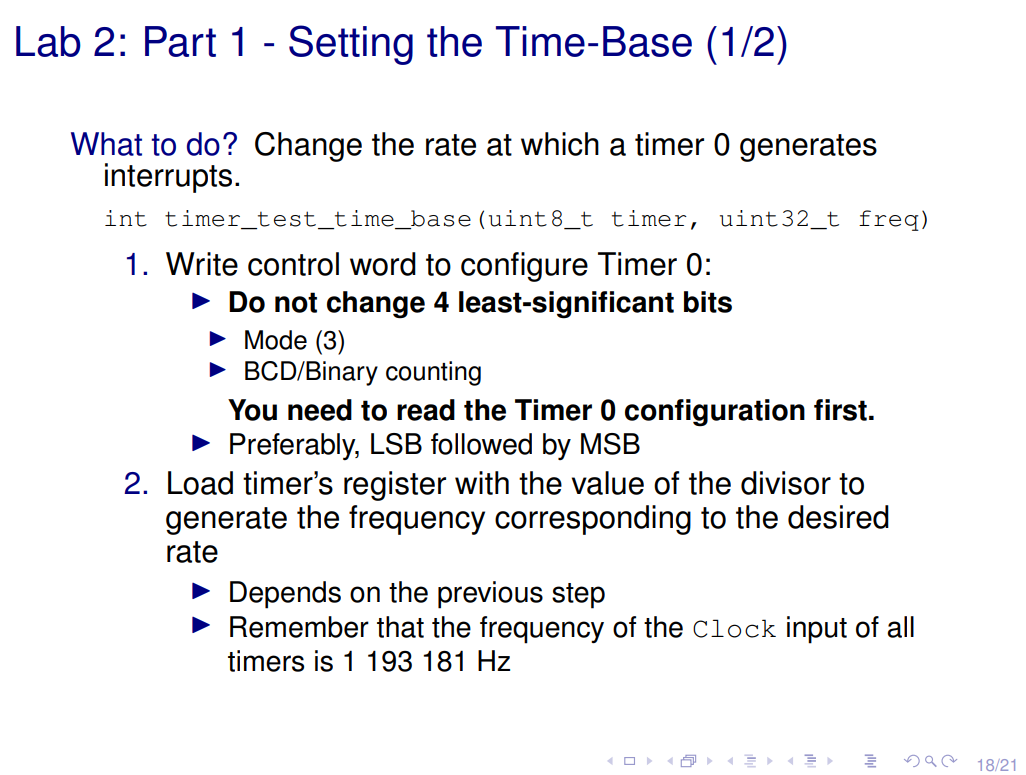 Lab 2: Part 1 - Setting the Time-Base (1/2)
What to do? Change the rate at which a timer 0 generates
interrupts.
int timer_test_time_base(uint8_t timer, uint32_t freq)
1. Write control word to configure Timer 0:
▶ Do not change 4 least-significant bits
▶ Mode (3)
▶ BCD/Binary counting
You need to read the Timer 0 configuration first.
▶ Preferably, LSB followed by MSB
2. Load timer's register with the value of the divisor to
generate the frequency corresponding to the desired
rate
▶ Depends on the previous step
▶ Remember that the frequency of the Clock input of all
timers is 1 193 181 Hz
18/21